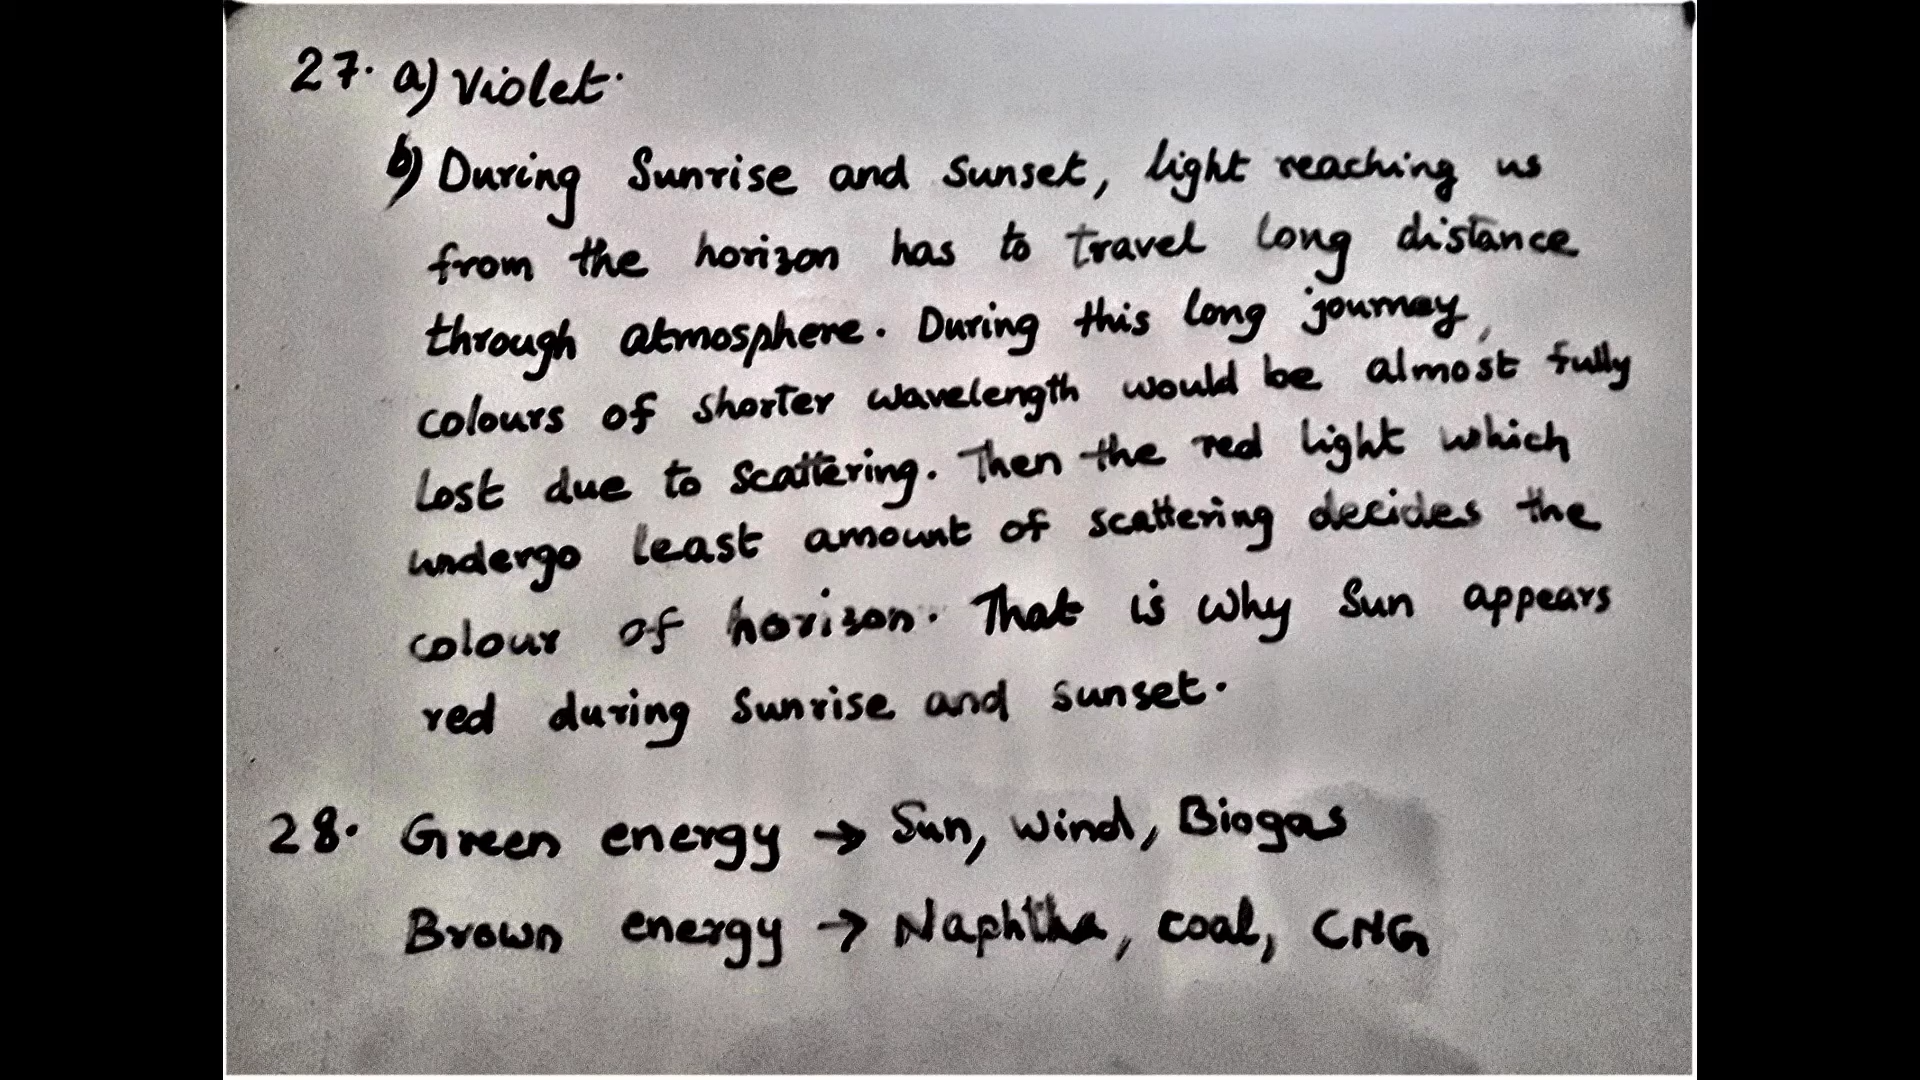 27. a) Violet.
b) During Sunrise and Sunset, light reaching us
from the horizon has to travel long distance
through atmosphere. During this long journey,
colours of shorter wavelength would be almost fully
lost due to scattering. Then the red light which
undergo least amount of scattering decides the
colour of horizon. That is why Sun appears
red during Sunrise and sunset.
28. Green energy → Sun, Wind, Biogas
Brown energy → Naphtha, coal, CNG